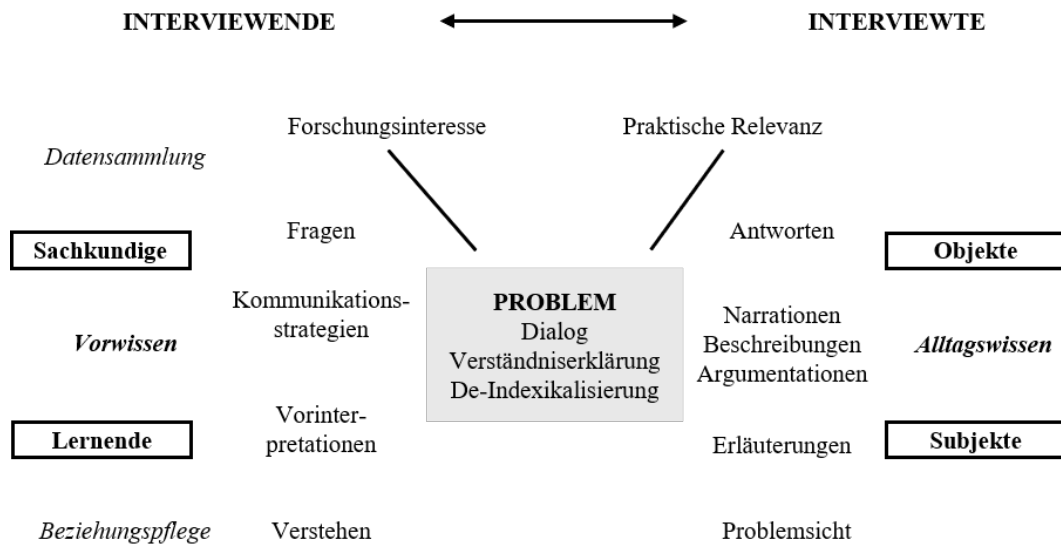 INTERVIEWENDE
INTERVIEWTE
Forschungsinteresse
Praktische Relevanz
Datensammlung
Fragen
Antworten
Sachkundige
Objekte
Kommunikations-
strategien
PROBLEM
Dialog
Verständniserklärung
De-Indexikalisierung
Narrationen
Beschreibungen
Argumentationen
Vorwissen
Alltagswissen
Vorinter-
pretationen
Lernende
Erläuterungen
Subjekte
Beziehungspflege
Verstehen
Problemsicht